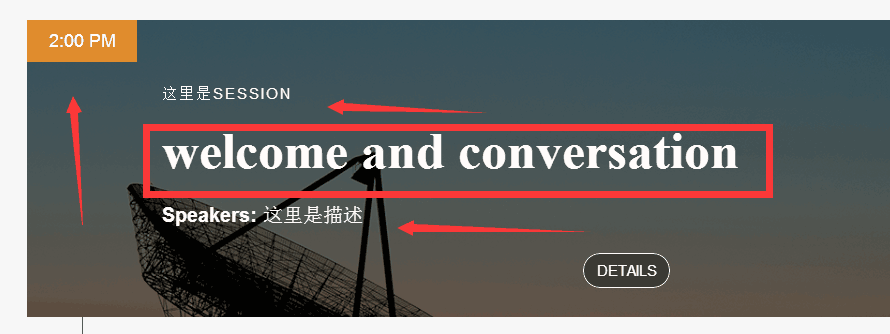 2:00 PM
这里是SESSION
welcome and conversation
Speakers: 这里是描述
DETAILS